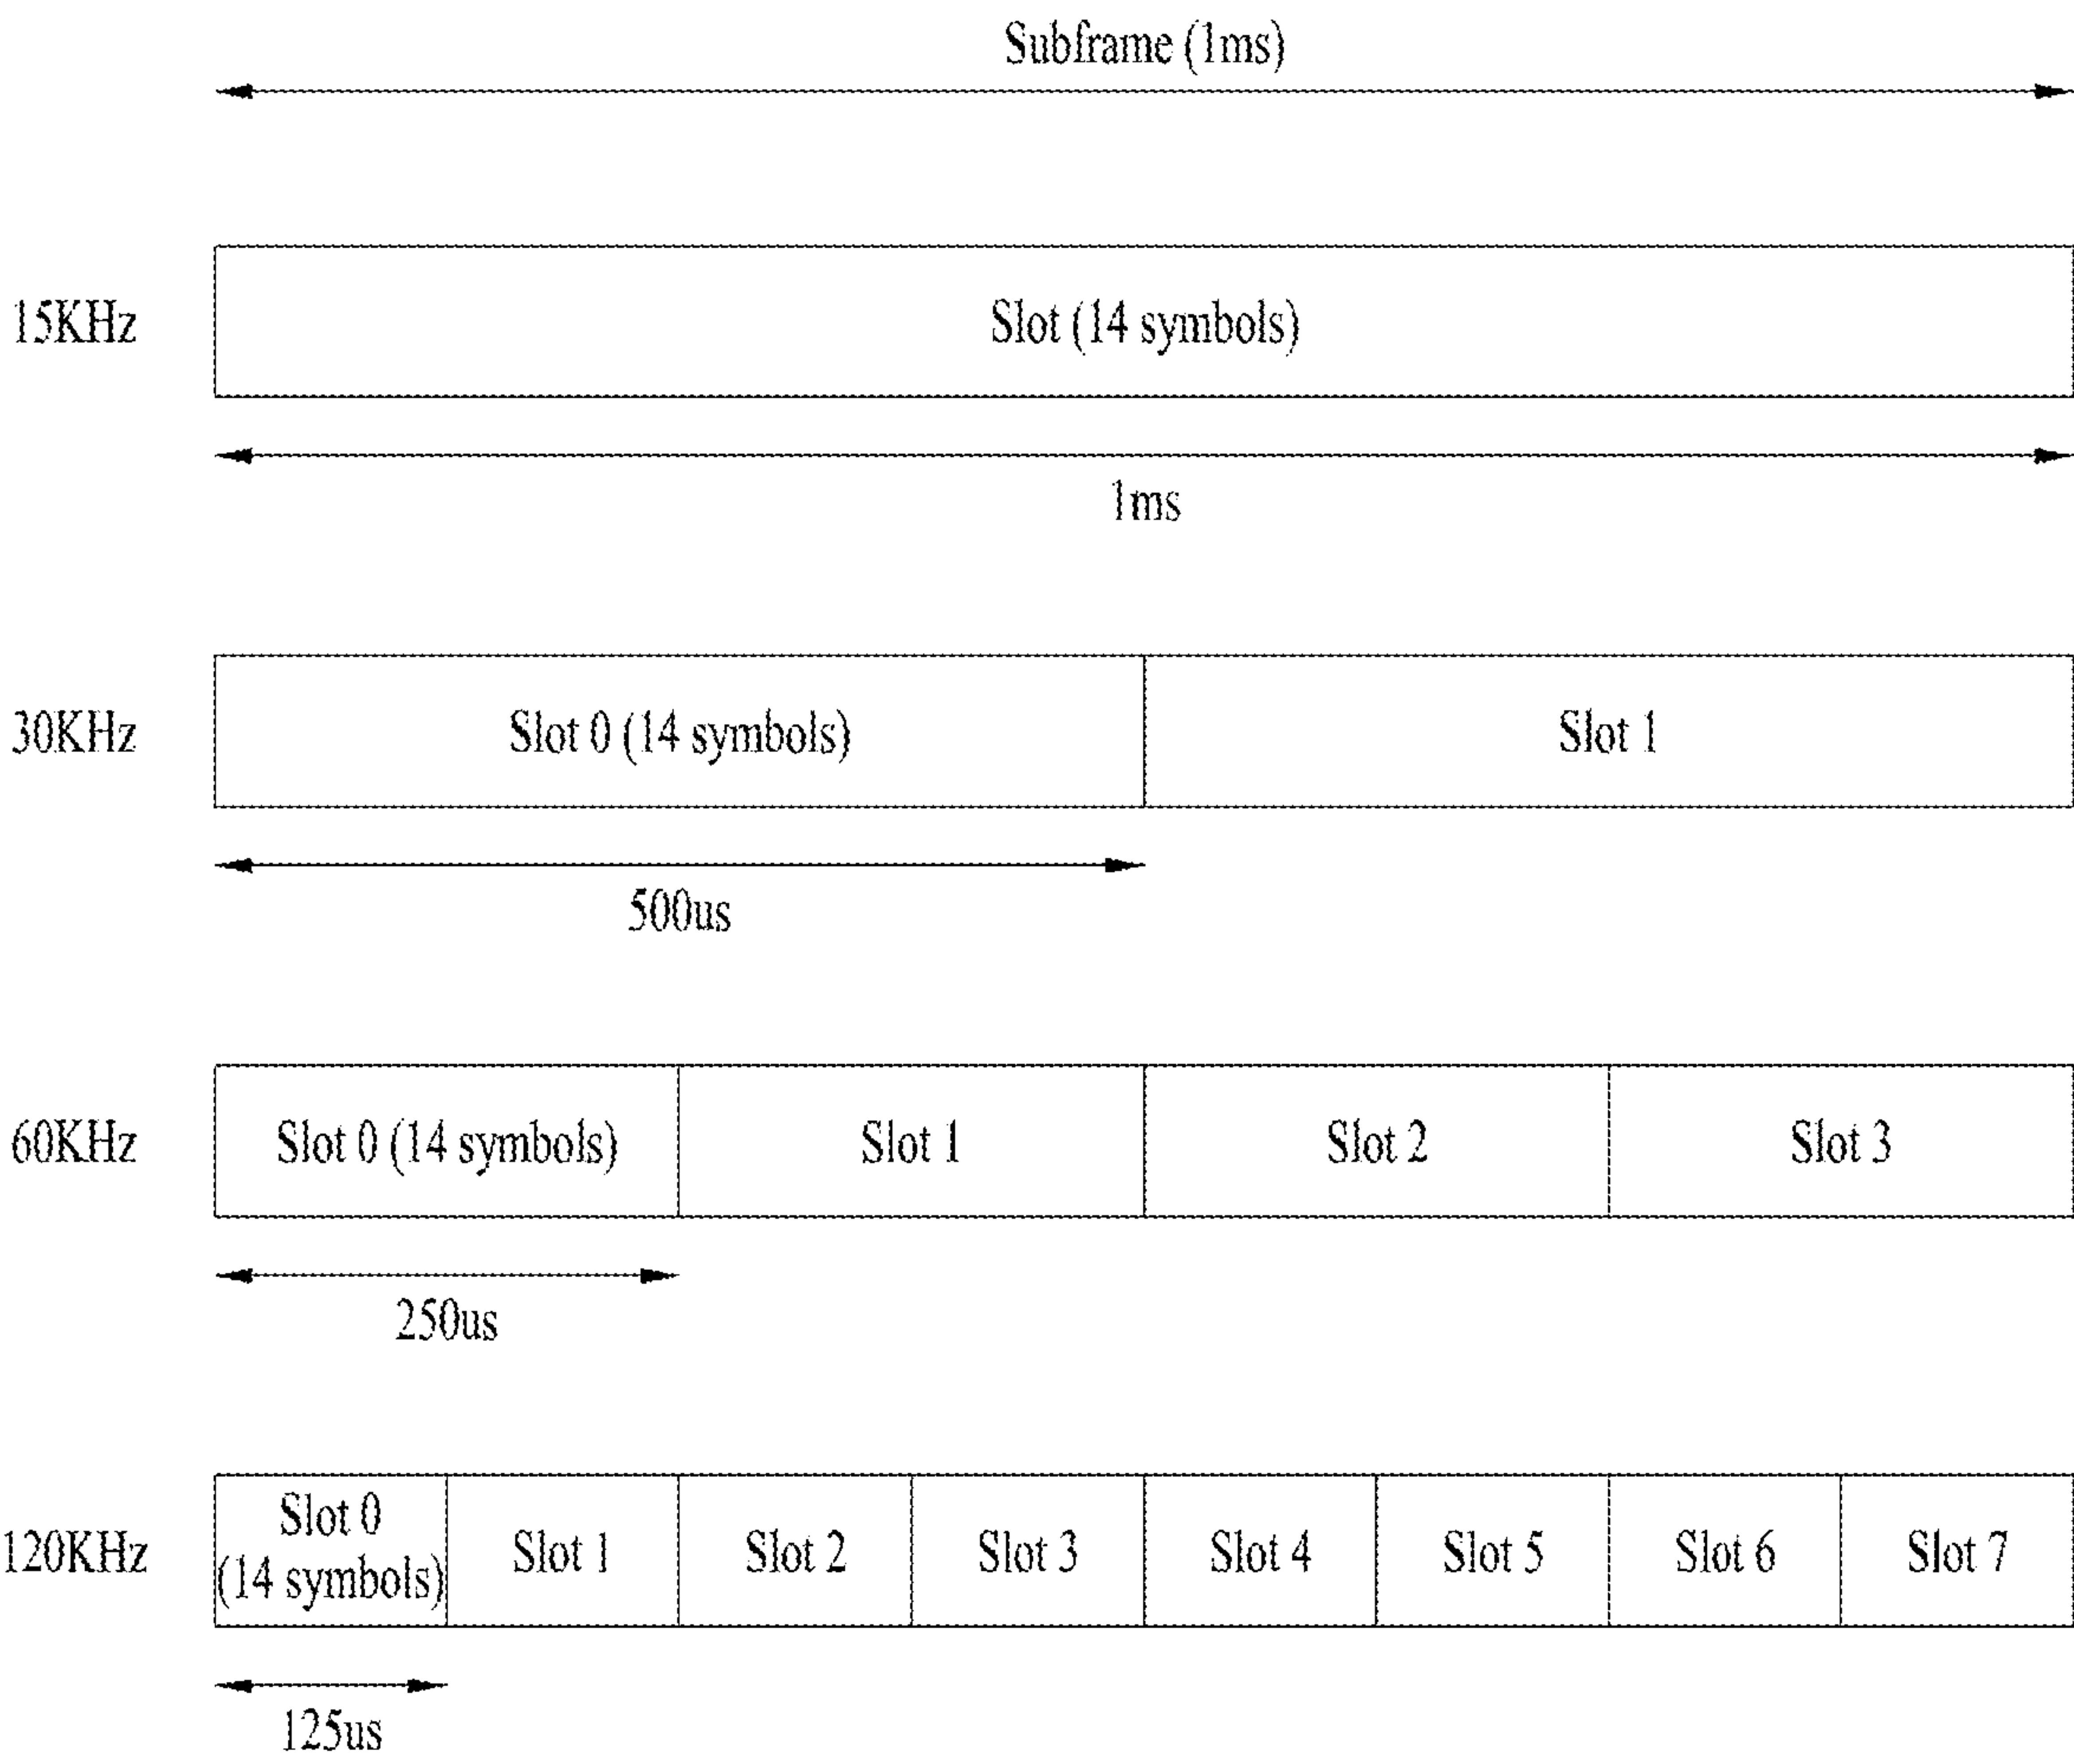 Subframe (1ms)
15KHz
Slot (14 symbols)
1ms
30KHz
Slot 0 (14 symbols)
Slot 1
500us
60KHz
Slot 0 (14 symbols)
Slot 1
Slot 2
Slot 3
250us
120KHz
Slot 0
(14 symbols)
Slot 1
Slot 2
Slot 3
Slot 4
Slot 5
Slot 6
Slot 7
125us